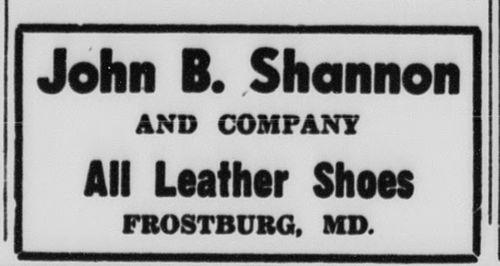 John B. Shannon
AND COMPANY
All Leather Shoes
FROSTBURG, MD.